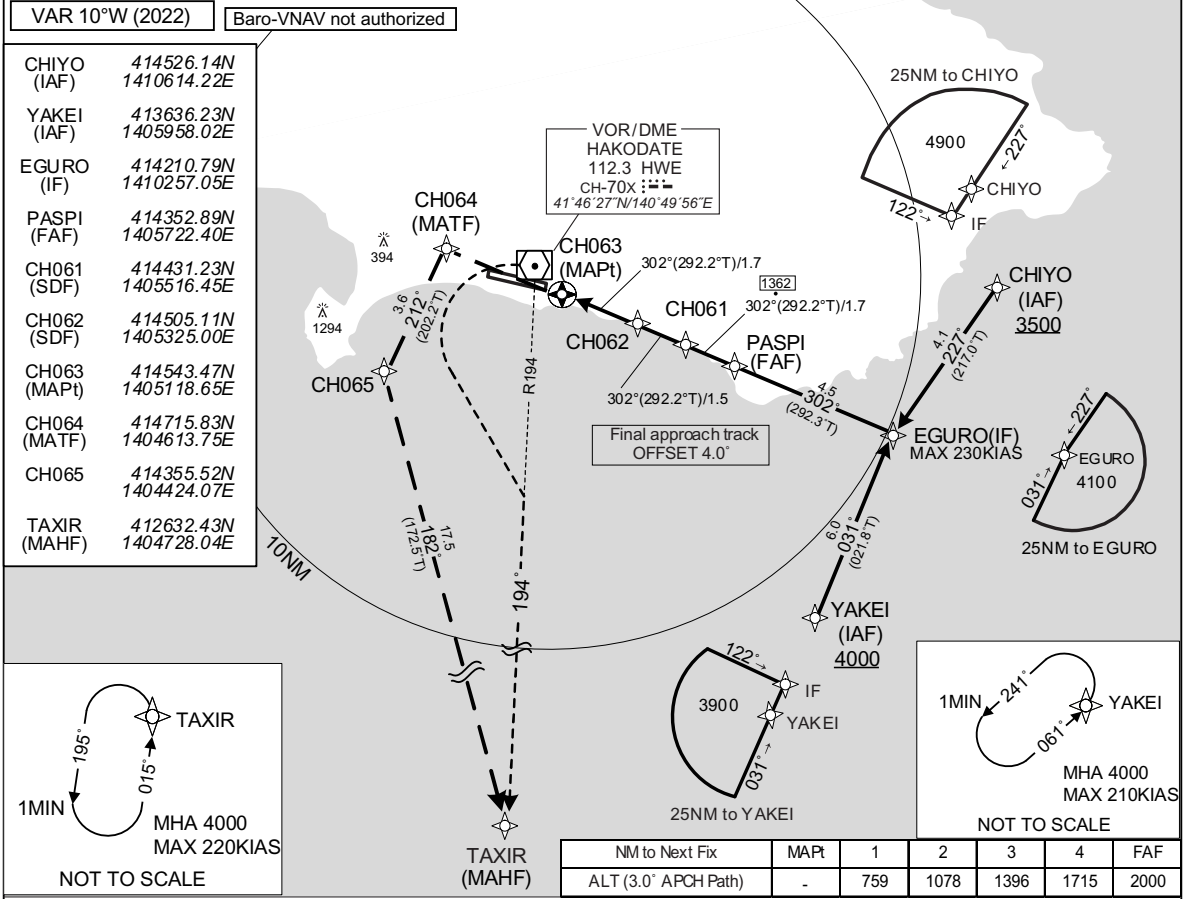 VAR 10°W (2022)
Baro-VNAV not authorized
CHIYO
(IAF)
414526.14N
1410614.22E
YAKEI
(IAF)
413636.23N
1405958.02E
EGURO
(IF)
414210.79N
1410257.05E
PASPI
(FAF)
414352.89N
1405722.40E
CH061
(SDF)
414431.23N
1405516.45E
CH062
(SDF)
414505.11N
1405325.00E
CH063
(MAPt)
414543.47N
1405118.65E
CH064
(MATF)
414715.83N
1404613.75E
CH065
414355.52N
1404424.07E
TAXIR
(MAHF)
412632.43N
1404728.04E
VOR/DME
HAKODATE
112.3 HWE
CH-70X
41°46′27″N/140°49′56″E
25NM to CHIYO
4900
←227°
CHIYO
122°→
IF
CH064
(MATF)
394
1294
CH063
(MAPt)
302°(292.2°T)/1.7
1362
302°(292.2°T)/1.7
CH061
CH062
PASPI
(FAF)
302°(292.2°T)/1.5
4.5
302°
(292.3°T)
Final approach track
OFFSET 4.0°
CHIYO
(IAF)
3500
4.1
227°
(217.0°T)
EGURO(IF)
MAX 230KIAS
3.6
212°
(202.2°T)
CH065
R194
←227°
EGURO
4100
031°→
25NM to EGURO
6.0
031°
(021.8°T)
YAKEI
(IAF)
4000
10NM
17.5
182°
(172.5°T)
194°
TAXIR
(MAHF)
122°→
IF
3900
YAKEI
031°→
25NM to YAKEI
TAXIR
195°
015°
1MIN
MHA 4000
MAX 220KIAS
NOT TO SCALE
1MIN
241°
YAKEI
061°
MHA 4000
MAX 210KIAS
NOT TO SCALE
NM to Next Fix MAPt 1 2 3 4 FAF
ALT (3.0° APCH Path) - 759 1078 1396 1715 2000